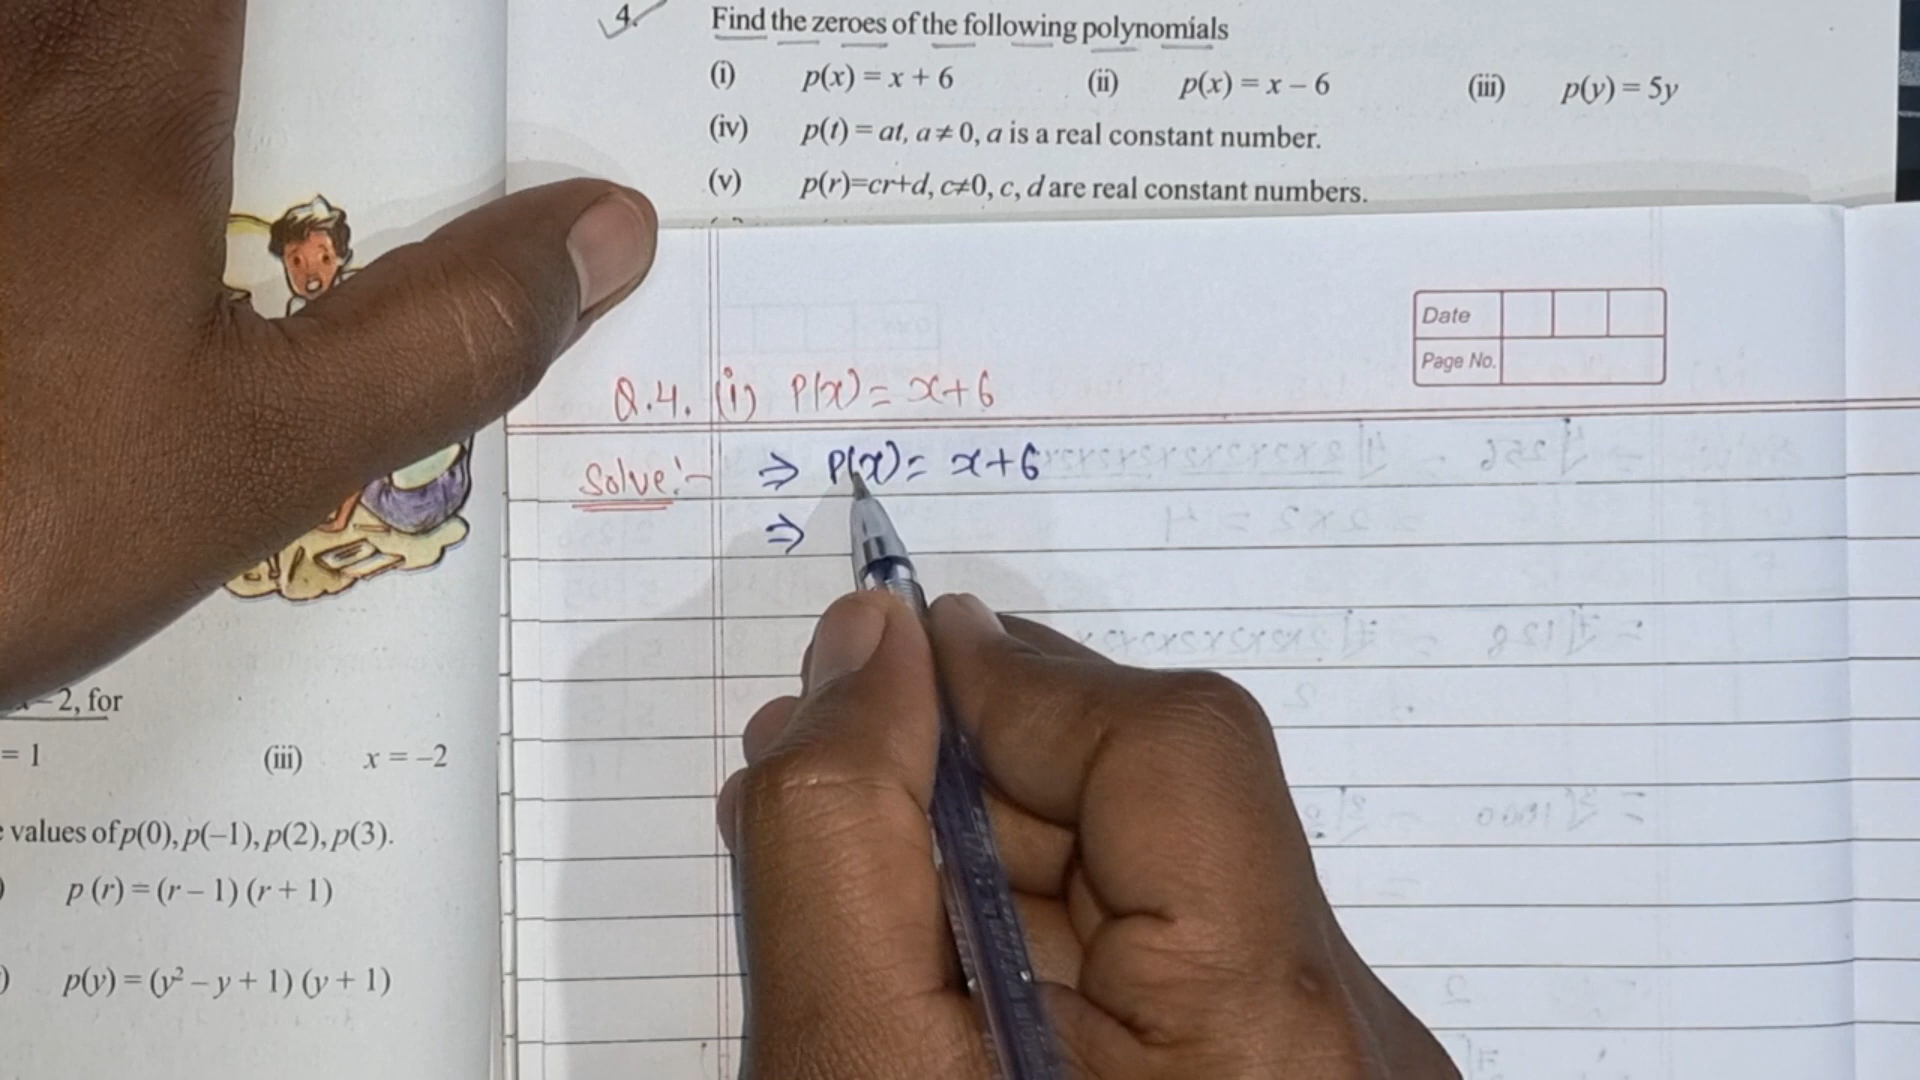 4. Find the zeroes of the following polynomials
(i) p(x) = x + 6 (ii) p(x) = x – 6 (iii) p(y) = 5y
(iv) p(t) = at, a ≠ 0, a is a real constant number.
(v) p(r)=cr+d, c≠0, c, d are real constant numbers.
Date
Page No.
Q.4. (i) P(x) = x+6
Solve:- ⇒ P(x) = x+6
⇒
– 2, for
= 1 (iii) x = –2
values of p(0), p(–1), p(2), p(3).
p (r) = (r – 1) (r + 1)
p(y) = (y² – y + 1) (y + 1)